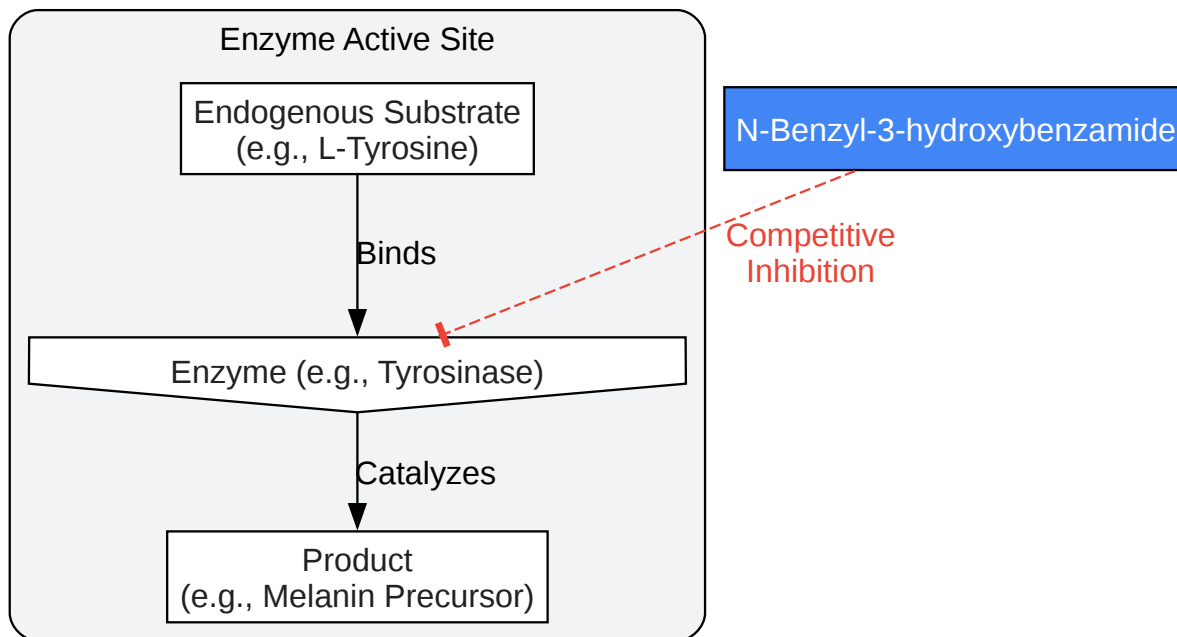 Enzyme Active Site
Endogenous Substrate
(e.g., L-Tyrosine)
N-Benzyl-3-hydroxybenzamide
Binds
Competitive
Inhibition
Enzyme (e.g., Tyrosinase)
Catalyzes
Product
(e.g., Melanin Precursor)